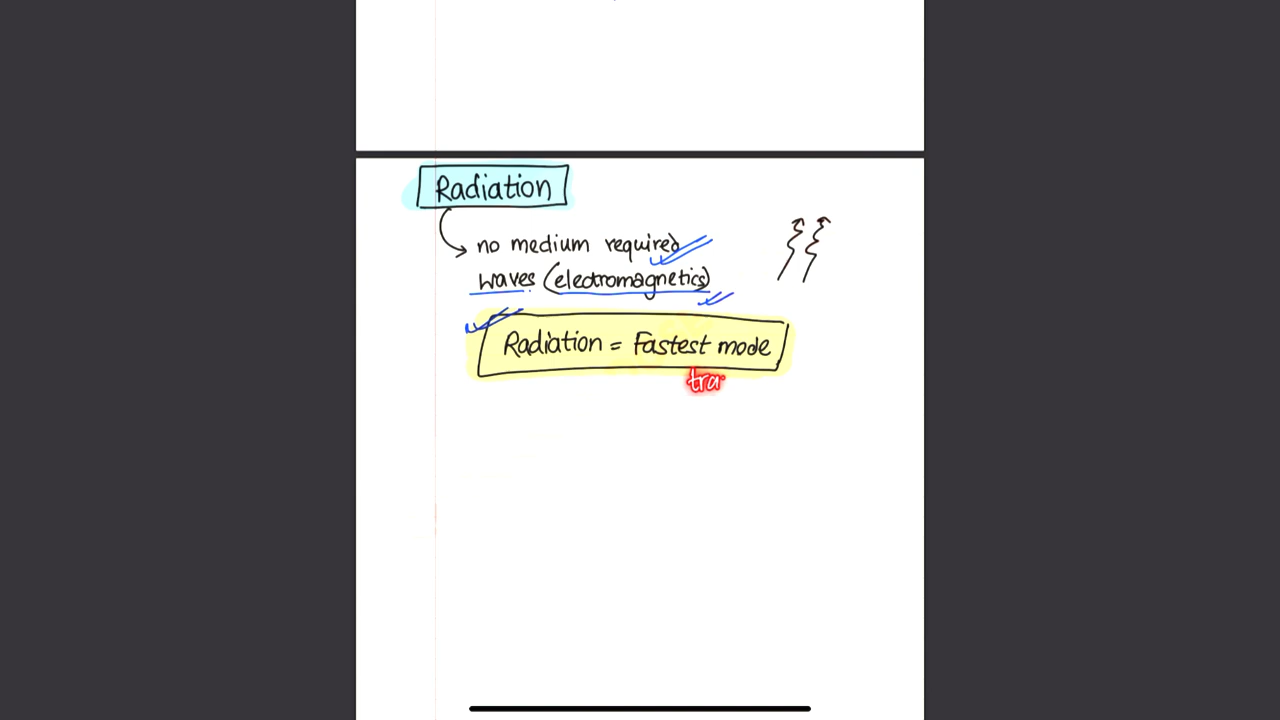 Radiation
no medium required
waves (electromagnetics)
Radiation = Fastest mode
tra